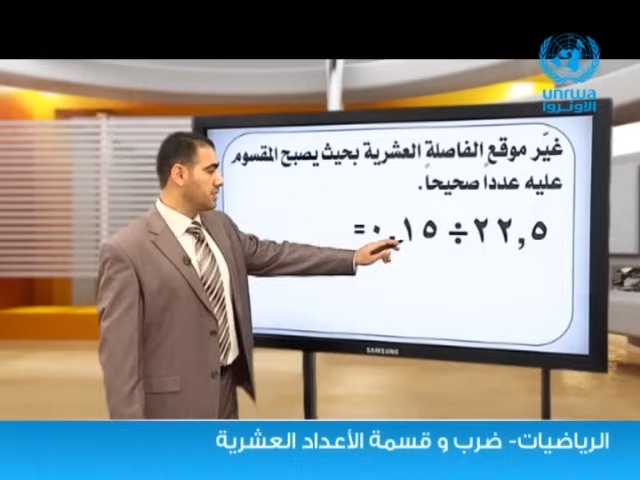 unrwa
الأونروا
غيّر موقع الفاصلة العشرية بحيث يصبح المقسوم
عليه عدداً صحيحاً.
٢٢,٥ ÷ ٠,١٥ =
SAMSUNG
الرياضيات- ضرب و قسمة الأعداد العشرية